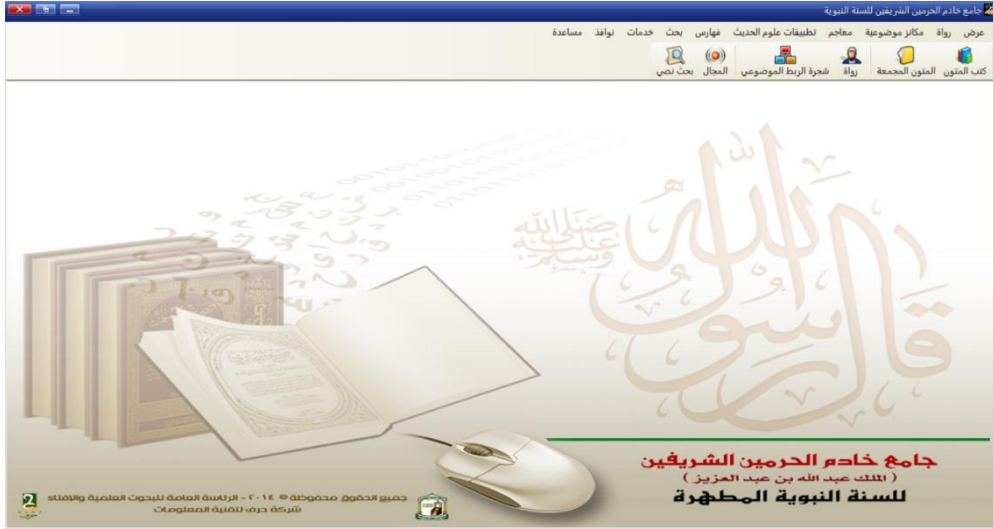 جامع خادم الحرمين الشريفين للسنة النبوية
عرض رواة مكانز موضوعية معاجم تطبيقات علوم الحديث فهارس بحث خدمات نوافذ مساعدة
كتب المتون المتون المجمعة رواة شجرة الربط الموضوعي المجال بحث نصي
قال رسول الله
صلى الله عليه وسلم
جامع خادم الحرمين الشريفين
( الملك عبد الله بن عبد العزيز )
للسنة النبوية المطهرة
جميع الحقوق محفوظة © ٢٠١٤ - الرئاسة العامة للبحوث العلمية والإفتاء
شركة حرف لتقنية المعلومات
2